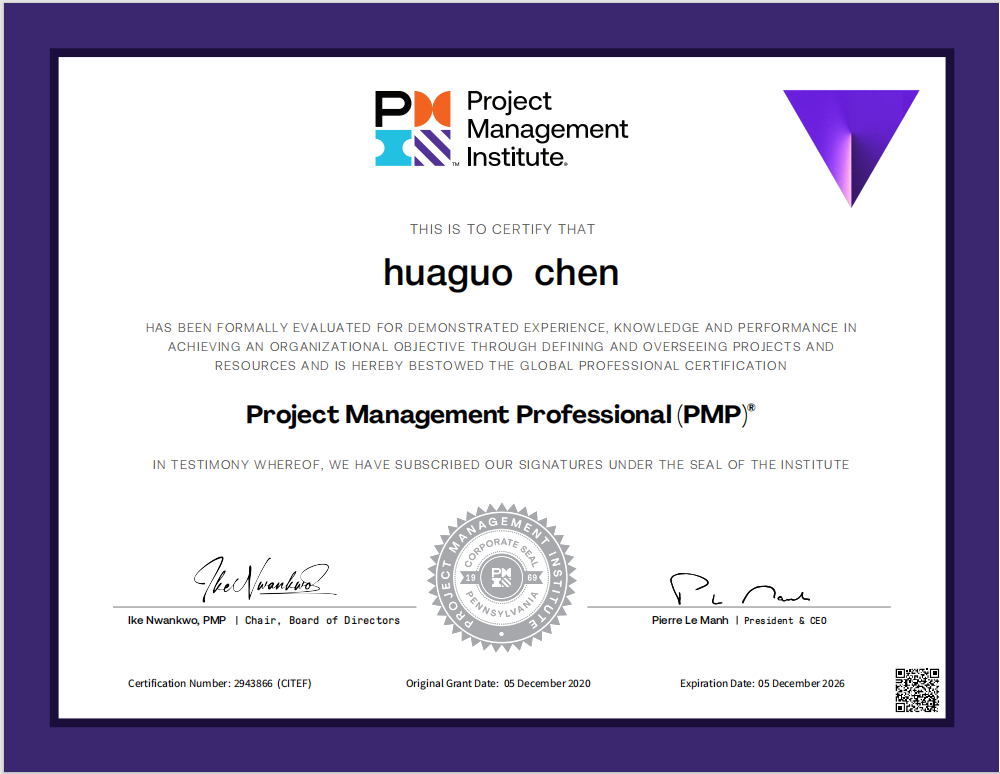 PM
Project
Management
Institute.
™
THIS IS TO CERTIFY THAT
huaguo chen
HAS BEEN FORMALLY EVALUATED FOR DEMONSTRATED EXPERIENCE, KNOWLEDGE AND PERFORMANCE IN
ACHIEVING AN ORGANIZATIONAL OBJECTIVE THROUGH DEFINING AND OVERSEEING PROJECTS AND
RESOURCES AND IS HEREBY BESTOWED THE GLOBAL PROFESSIONAL CERTIFICATION
Project Management Professional (PMP)®
IN TESTIMONY WHEREOF, WE HAVE SUBSCRIBED OUR SIGNATURES UNDER THE SEAL OF THE INSTITUTE
PROJECT MANAGEMENT INSTITUTE
CORPORATE SEAL
19 69
PENNSYLVANIA
Ike Nwankwo
Ike Nwankwo, PMP | Chair, Board of Directors
Pierre Le Manh | President & CEO
Certification Number: 2943866 (CITEF)
Original Grant Date: 05 December 2020
Expiration Date: 05 December 2026